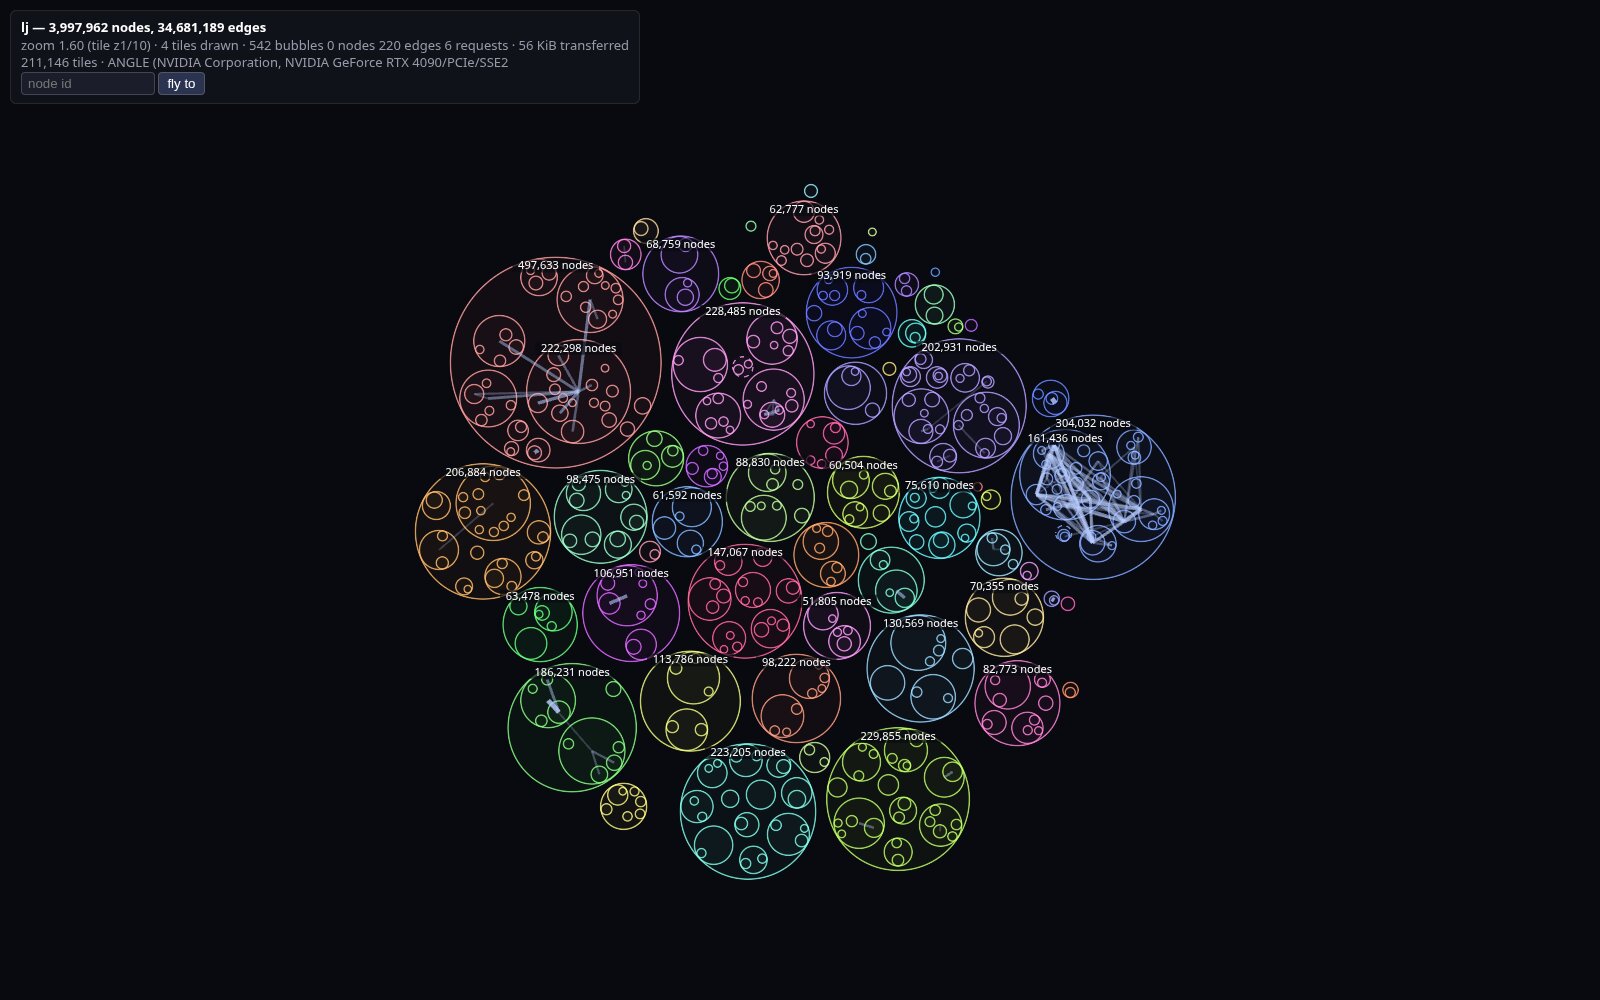 lj — 3,997,962 nodes, 34,681,189 edges
zoom 1.60 (tile z1/10) · 4 tiles drawn · 542 bubbles 0 nodes 220 edges 6 requests · 56 KiB transferred
211,146 tiles · ANGLE (NVIDIA Corporation, NVIDIA GeForce RTX 4090/PCIe/SSE2
node id fly to
62,777 nodes
68,759 nodes
497,633 nodes
93,919 nodes
228,485 nodes
222,298 nodes
202,931 nodes
304,032 nodes
161,436 nodes
206,884 nodes
98,475 nodes
88,830 nodes
60,504 nodes
61,592 nodes
75,610 nodes
147,067 nodes
106,951 nodes
63,478 nodes
51,805 nodes
70,355 nodes
130,569 nodes
113,786 nodes
98,222 nodes
186,231 nodes
82,773 nodes
229,855 nodes
223,205 nodes